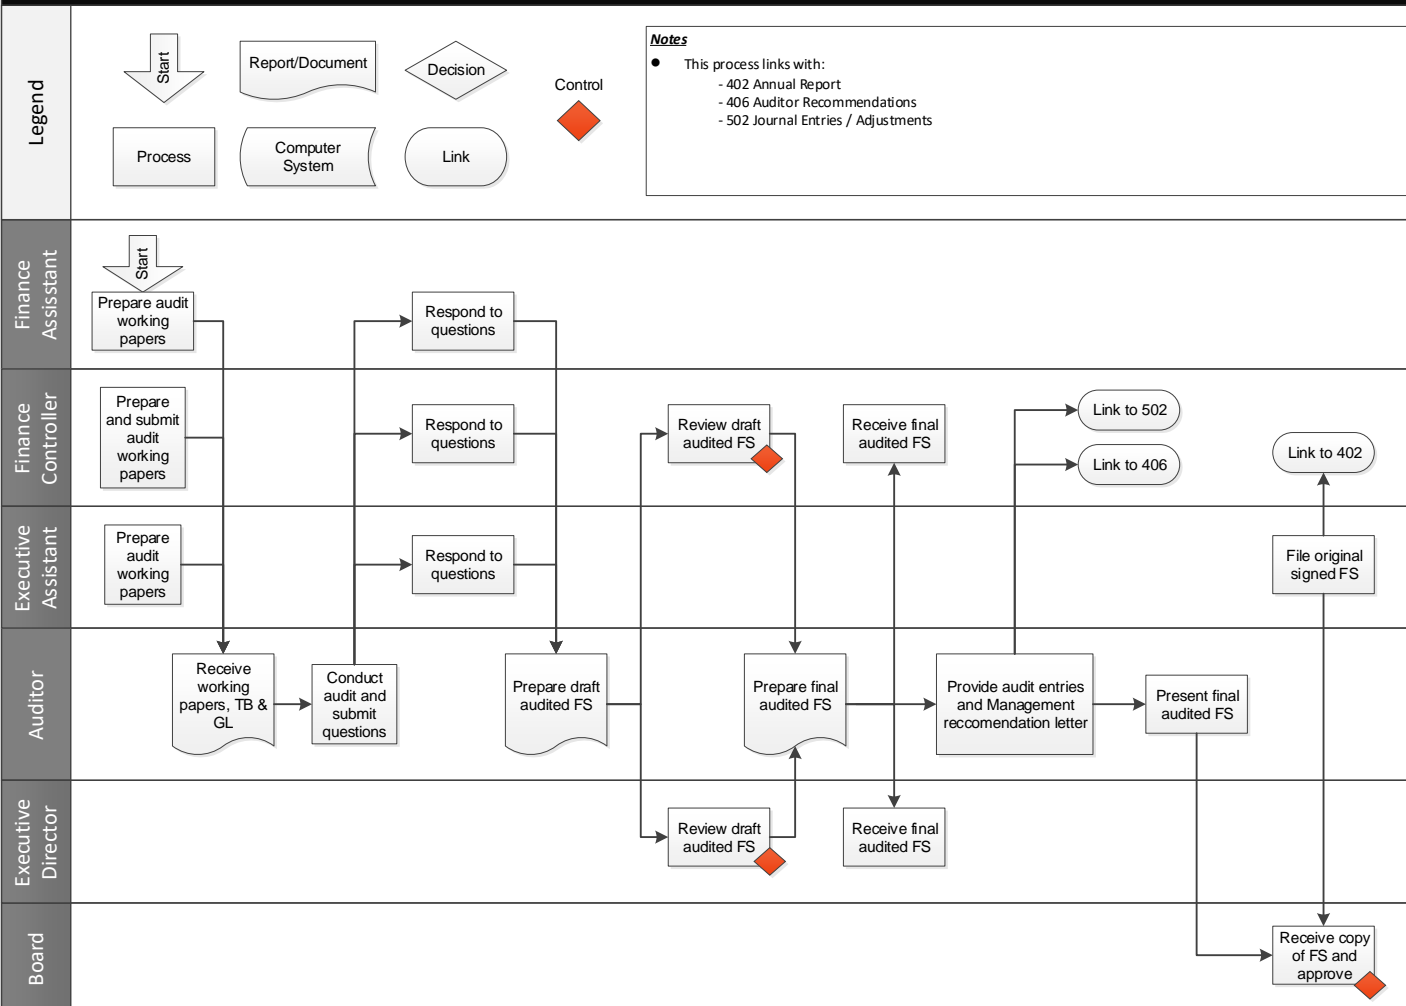 Legend
Start
Report/Document
Decision
Control
Process
Computer
System
Link
Notes
This process links with:
- 402 Annual Report
- 406 Auditor Recommendations
- 502 Journal Entries / Adjustments
Finance
Assisstant
Start
Prepare audit
working
papers
Respond to
questions
Finance
Controller
Prepare
and submit
audit
working
papers
Respond to
questions
Review draft
audited FS
Receive final
audited FS
Link to 502
Link to 406
Link to 402
Executive
Assistant
Prepare
audit
working
papers
Respond to
questions
File original
signed FS
Auditor
Receive
working
papers, TB &
GL
Conduct
audit and
submit
questions
Prepare draft
audited FS
Prepare final
audited FS
Provide audit entries
and Management
reccomendation letter
Present final
audited FS
Executive
Director
Review draft
audited FS
Receive final
audited FS
Board
Receive copy
of FS and
approve